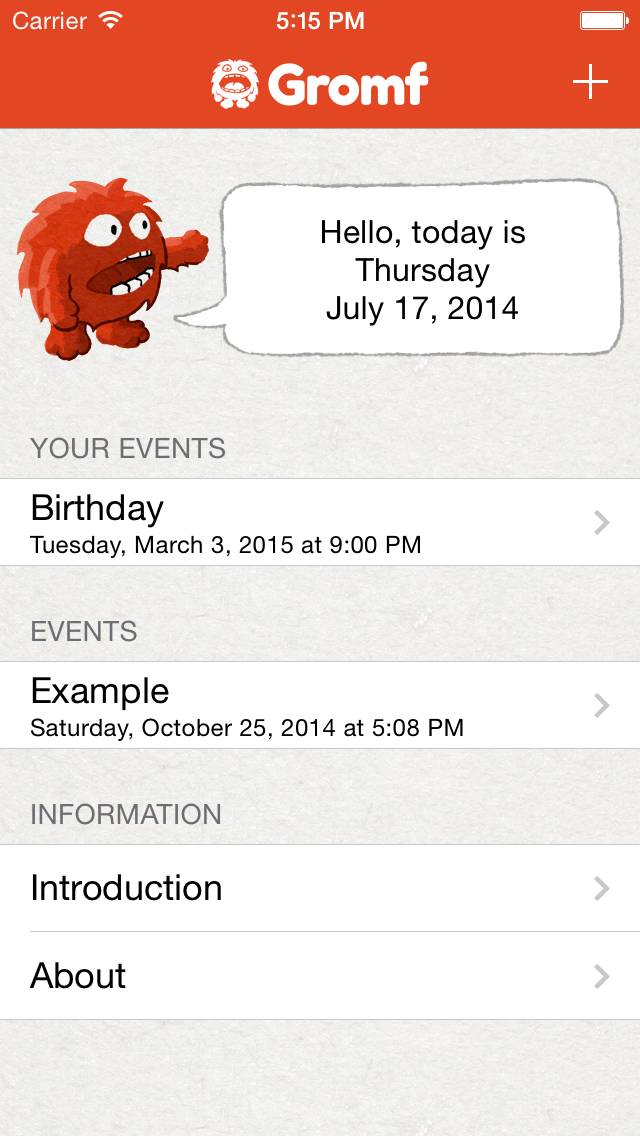 Carrier 5:15 PM
Gromf
Hello, today is
Thursday
July 17, 2014
YOUR EVENTS
Birthday
Tuesday, March 3, 2015 at 9:00 PM
EVENTS
Example
Saturday, October 25, 2014 at 5:08 PM
INFORMATION
Introduction
About